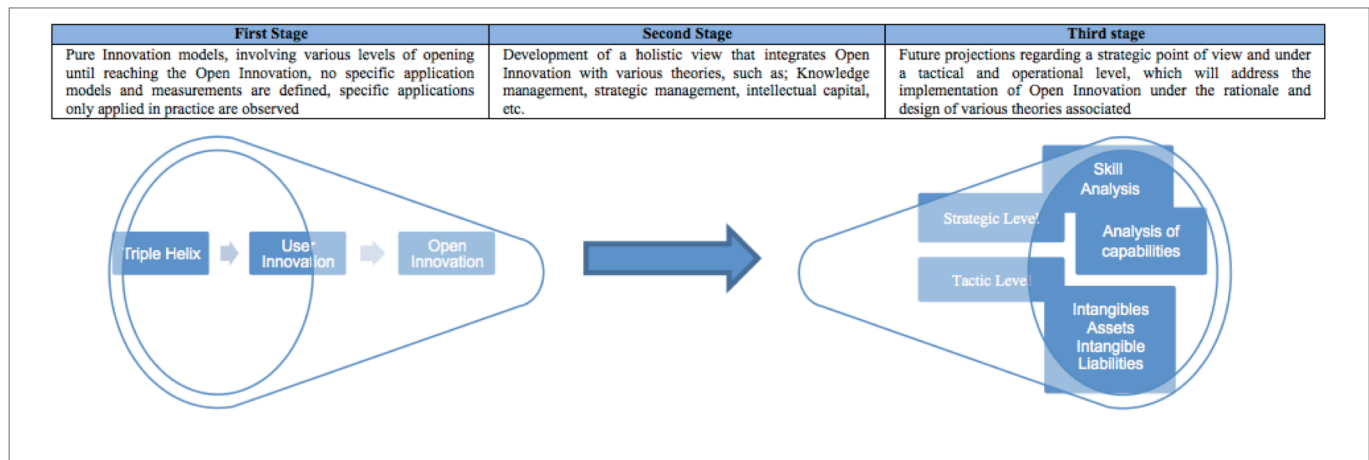 First Stage
Pure Innovation models, involving various levels of opening
until reaching the Open Innovation, no specific application
models and measurements are defined, specific applications
only applied in practice are observed
Second Stage
Development of a holistic view that integrates Open
Innovation with various theories, such as; Knowledge
management, strategic management, intellectual capital,
etc.
Third stage
Future projections regarding a strategic point of view and under
a tactical and operational level, which will address the
implementation of Open Innovation under the rationale and
design of various theories associated
Triple Helix
User
Innovation
Open
Innovation
Strategic Level
Tactic Level
Skill
Analysis
Analysis of
capabilities
Intangibles
Assets
Intangible
Liabilities